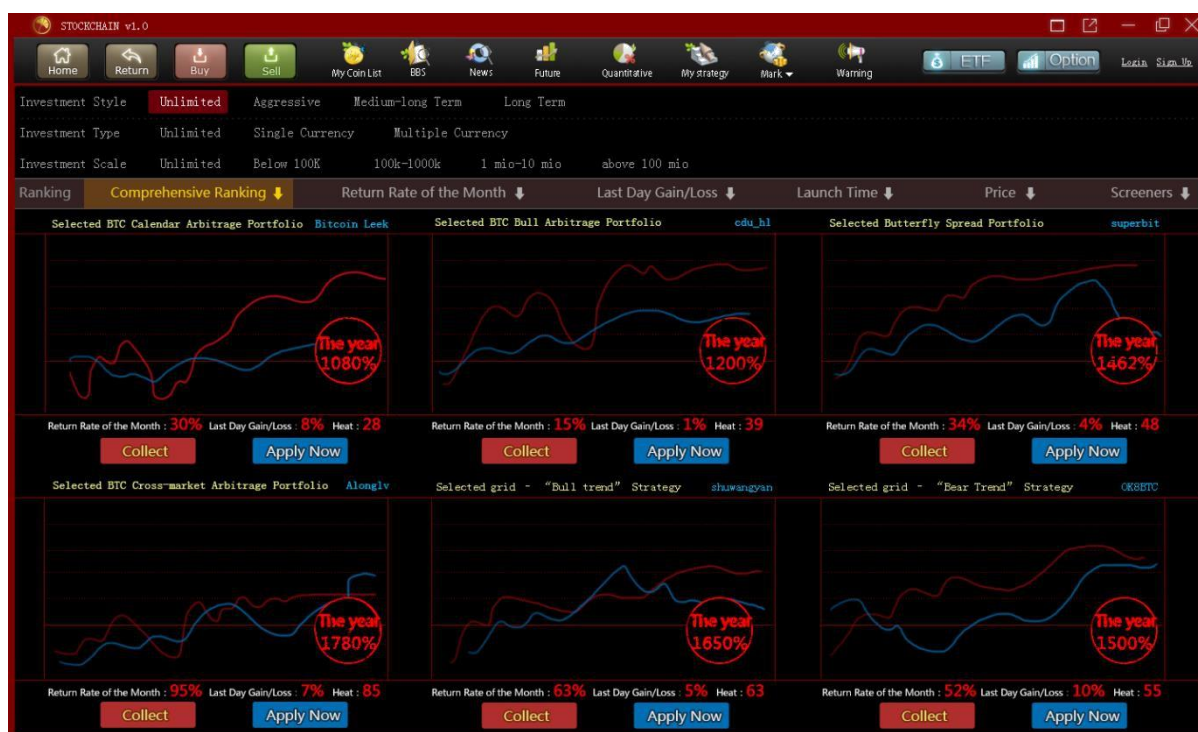 STOCKCHAIN v1.0
Home Return Buy Sell My Coin List BBS News Future Quantitative My strategy Mark Warning ETF Option Login Sign Up
Investment Style Unlimited Aggressive Medium-long Term Long Term
Investment Type Unlimited Single Currency Multiple Currency
Investment Scale Unlimited Below 100K 100k-1000k 1 mio-10 mio above 100 mio
Ranking Comprehensive Ranking Return Rate of the Month Last Day Gain/Loss Launch Time Price Screeners
Selected BTC Calendar Arbitrage Portfolio Bitcoin Leek
The year
1080%
Return Rate of the Month : 30% Last Day Gain/Loss : 8% Heat : 28
Collect Apply Now
Selected BTC Bull Arbitrage Portfolio cdu_hl
The year
1200%
Return Rate of the Month : 15% Last Day Gain/Loss : 1% Heat : 39
Collect Apply Now
Selected Butterfly Spread Portfolio superbit
The year
1462%
Return Rate of the Month : 34% Last Day Gain/Loss : 4% Heat : 48
Collect Apply Now
Selected BTC Cross-market Arbitrage Portfolio Alonglv
The year
1780%
Return Rate of the Month : 95% Last Day Gain/Loss : 7% Heat : 85
Collect Apply Now
Selected grid - “Bull trend” Strategy shuwangyan
The year
1650%
Return Rate of the Month : 63% Last Day Gain/Loss : 5% Heat : 63
Collect Apply Now
Selected grid - “Bear Trend” Strategy OK8BTC
The year
1500%
Return Rate of the Month : 52% Last Day Gain/Loss : 10% Heat : 55
Collect Apply Now